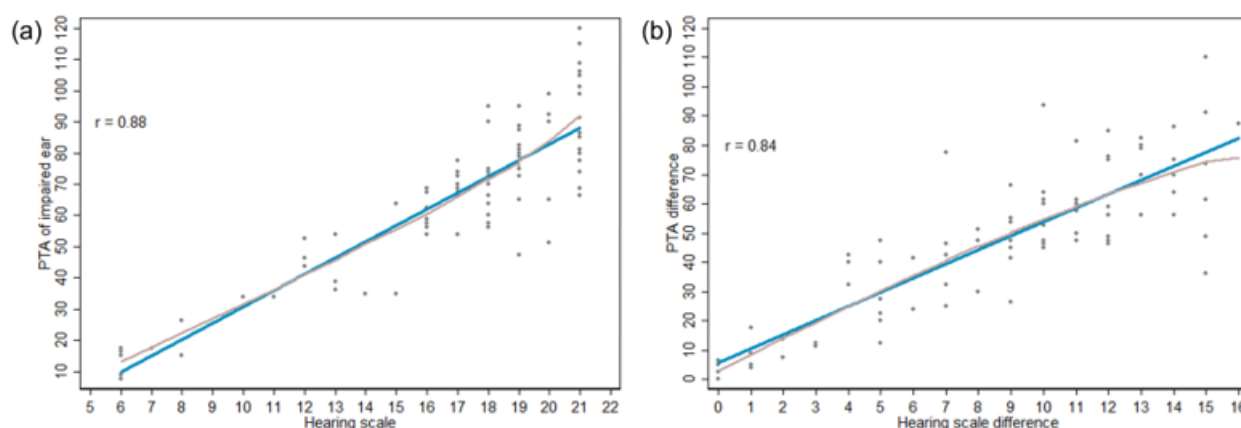 (a)
PTA of impaired ear
120
110
100
90
80
70
60
50
40
30
20
10
r = 0.88
5 6 7 8 9 10 11 12 13 14 15 16 17 18 19 20 21 22
Hearing scale
(b)
PTA difference
120
110
100
90
80
70
60
50
40
30
20
10
0
r = 0.84
0 1 2 3 4 5 6 7 8 9 10 11 12 13 14 15 16
Hearing scale difference